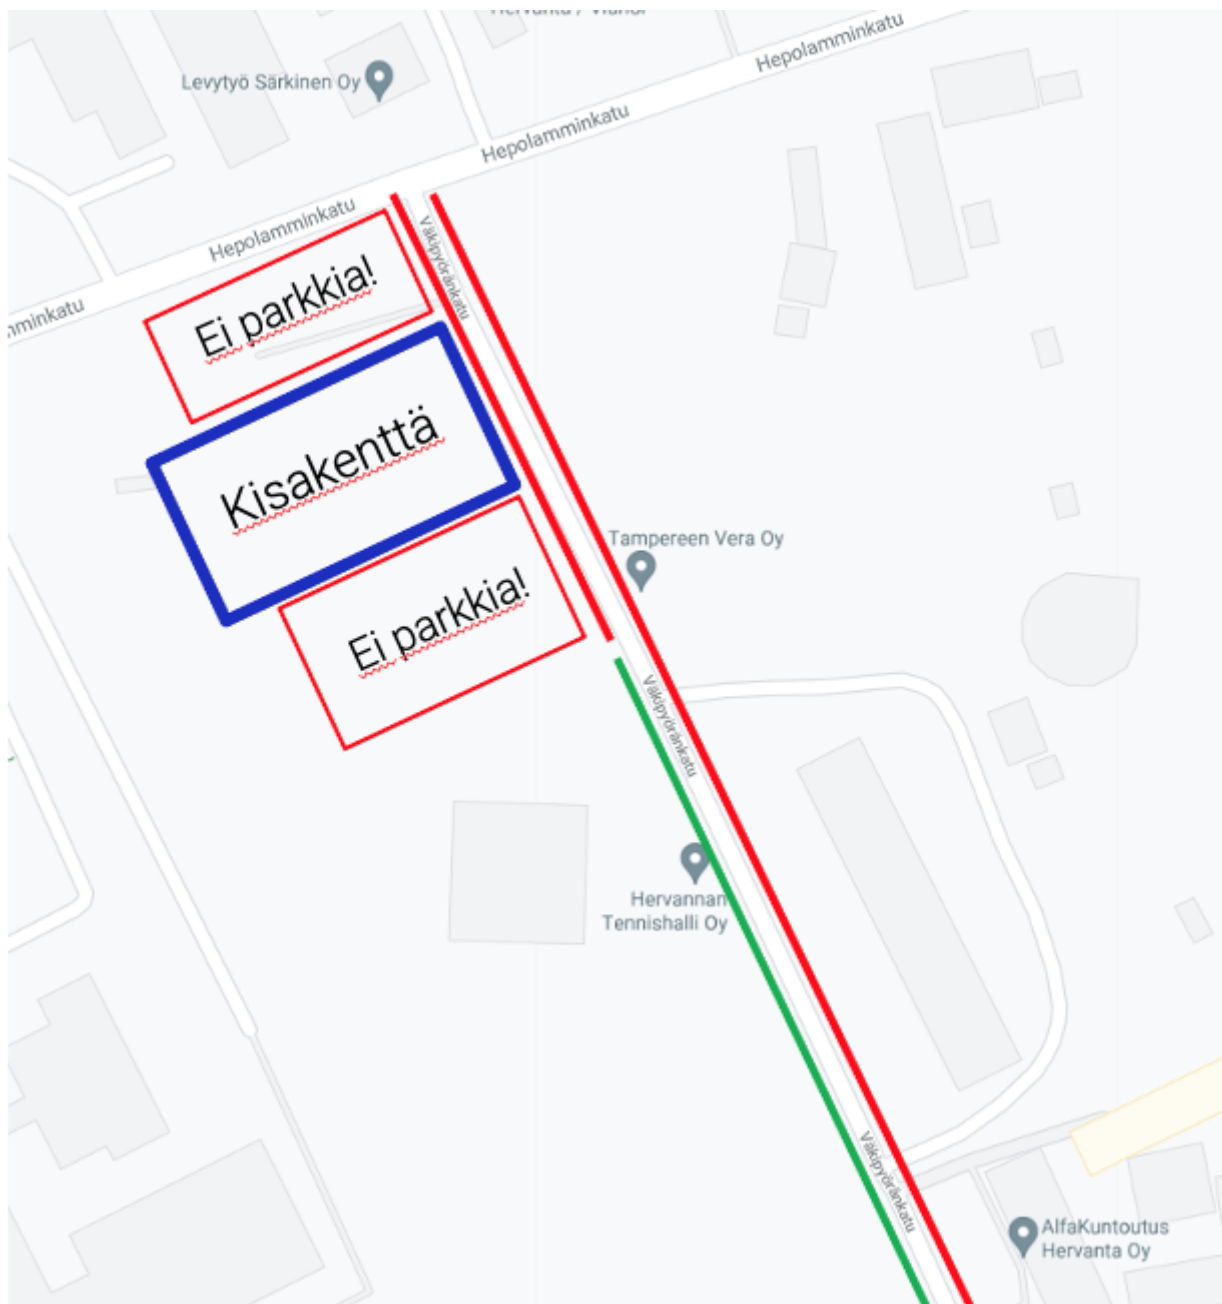 Levytyö Särkinen Oy
Hepolamminkatu
Hepolamminkatu
Hepolamminkatu
Väkipyöränkatu
Ei parkkia!
Kisakenttä
Tampereen Vera Oy
Ei parkkia!
Väkipyöränkatu
Hervannan
Tennishalli Oy
Väkipyöränkatu
AlfaKuntoutus
Hervanta Oy